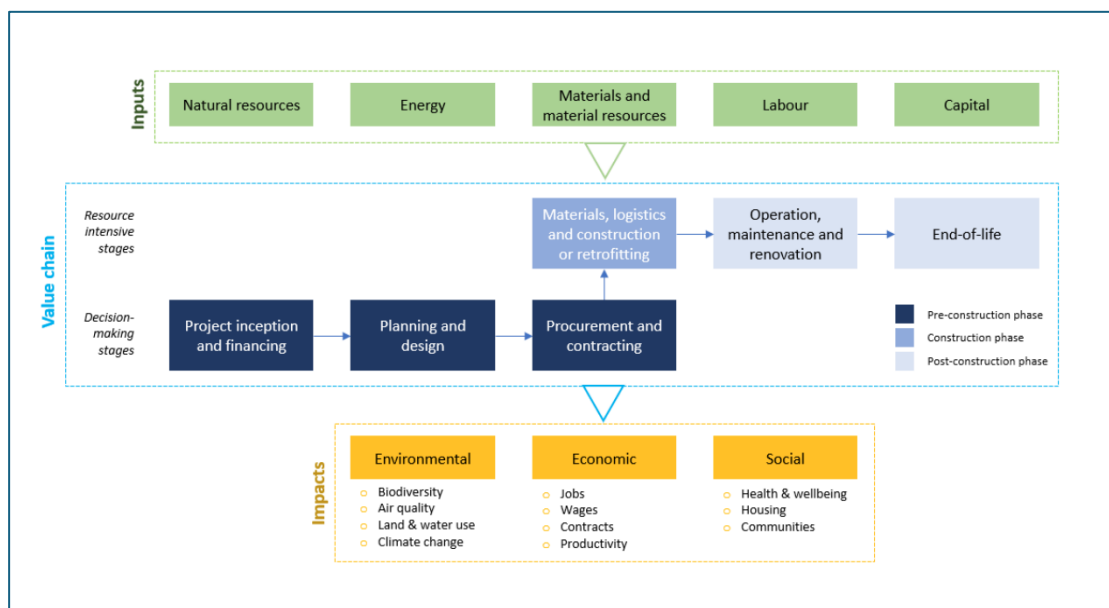 Inputs
Natural resources
Energy
Materials and
material resources
Labour
Capital
Value chain
Resource
intensive
stages
Materials, logistics
and construction
or retrofitting
Operation,
maintenance and
renovation
End-of-life
Decision-
making
stages
Project inception
and financing
Planning and
design
Procurement and
contracting
Pre-construction phase
Construction phase
Post-construction phase
Impacts
Environmental
Biodiversity
Air quality
Land & water use
Climate change
Economic
Jobs
Wages
Contracts
Productivity
Social
Health & wellbeing
Housing
Communities